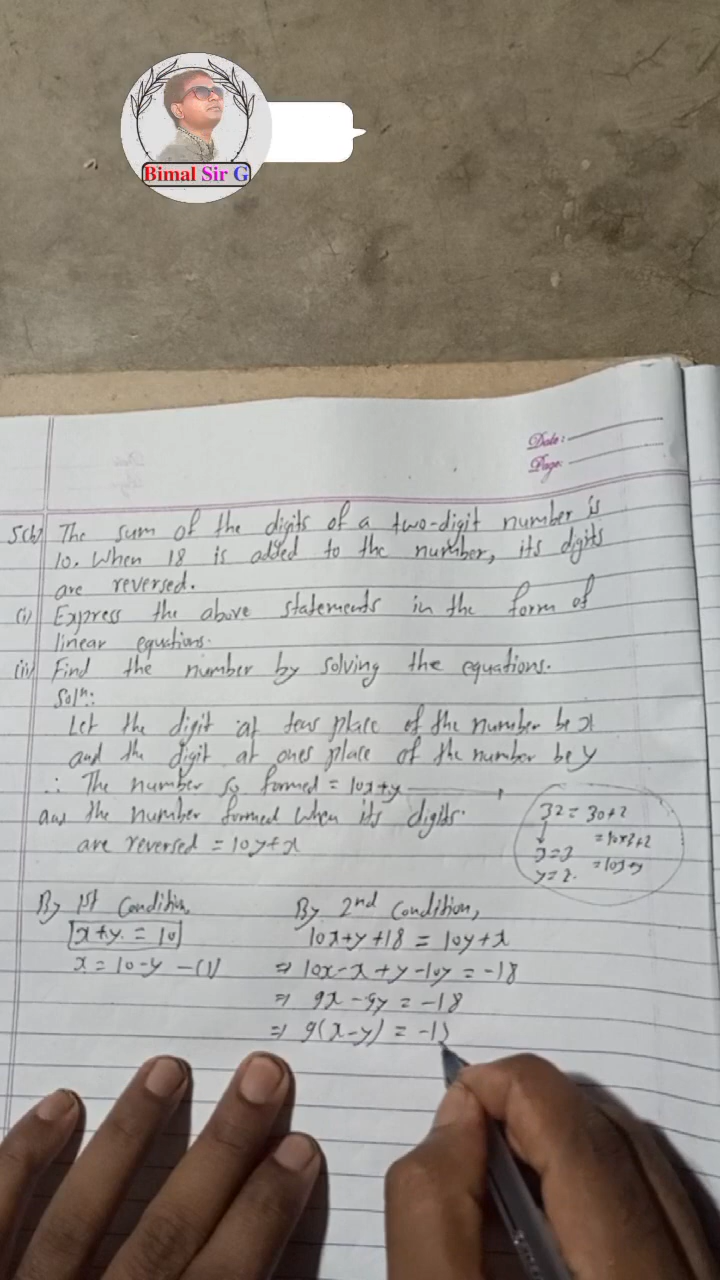 Bimal Sir G
Date:
Page:
5(b) The sum of the digits of a two-digit number is
10. When 18 is added to the number, its digits
are reversed.
(i) Express the above statements in the form of
linear equations.
(ii) Find the number by solving the equations.
Solⁿ:
Let the digit at tens place of the number be x
and the digit at ones place of the number be y
∴ The number so formed = 10x+y
and the number formed when its digits
are reversed = 10y+x
32 = 30+2
= 10×3+2
x=3
= 10x+y
y=2.
By 1st Condition,
x+y = 10
x = 10-y —(1)
By 2nd Condition,
10x+y+18 = 10y+x
⇒ 10x-x+y-10y = -18
⇒ 9x-9y = -18
⇒ 9(x-y) = -18